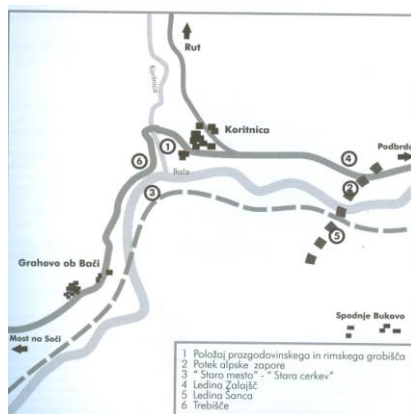 Rut
Koritnica
Koritnica
1
6
Bača
4
Podbrdo
2
3
5
Grahovo ob Bači
Most na Soči
Spodnje Bukovo
1 Položaj prazgodovinskega in rimskega grobišča
2 Potek alpske zapore
3 "Staro mesto" - "Stara cerkev"
4 Ledina Zalajšč
5 Ledina Šanca
6 Trebišče